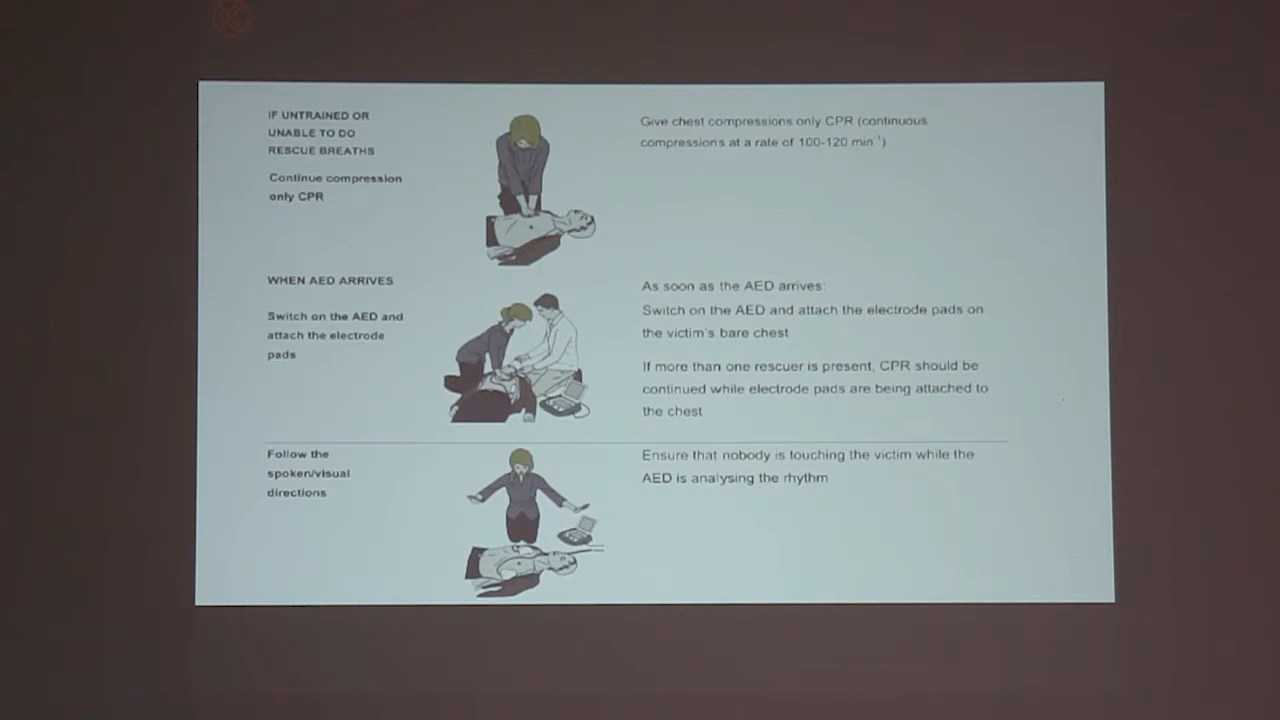 IF UNTRAINED OR
UNABLE TO DO
RESCUE BREATHS
Continue compression
only CPR
Give chest compressions only CPR (continuous
compressions at a rate of 100-120 min⁻¹)
WHEN AED ARRIVES
Switch on the AED and
attach the electrode
pads
As soon as the AED arrives:
Switch on the AED and attach the electrode pads on
the victim's bare chest
If more than one rescuer is present, CPR should be
continued while electrode pads are being attached to
the chest
Follow the
spoken/visual
directions
Ensure that nobody is touching the victim while the
AED is analysing the rhythm